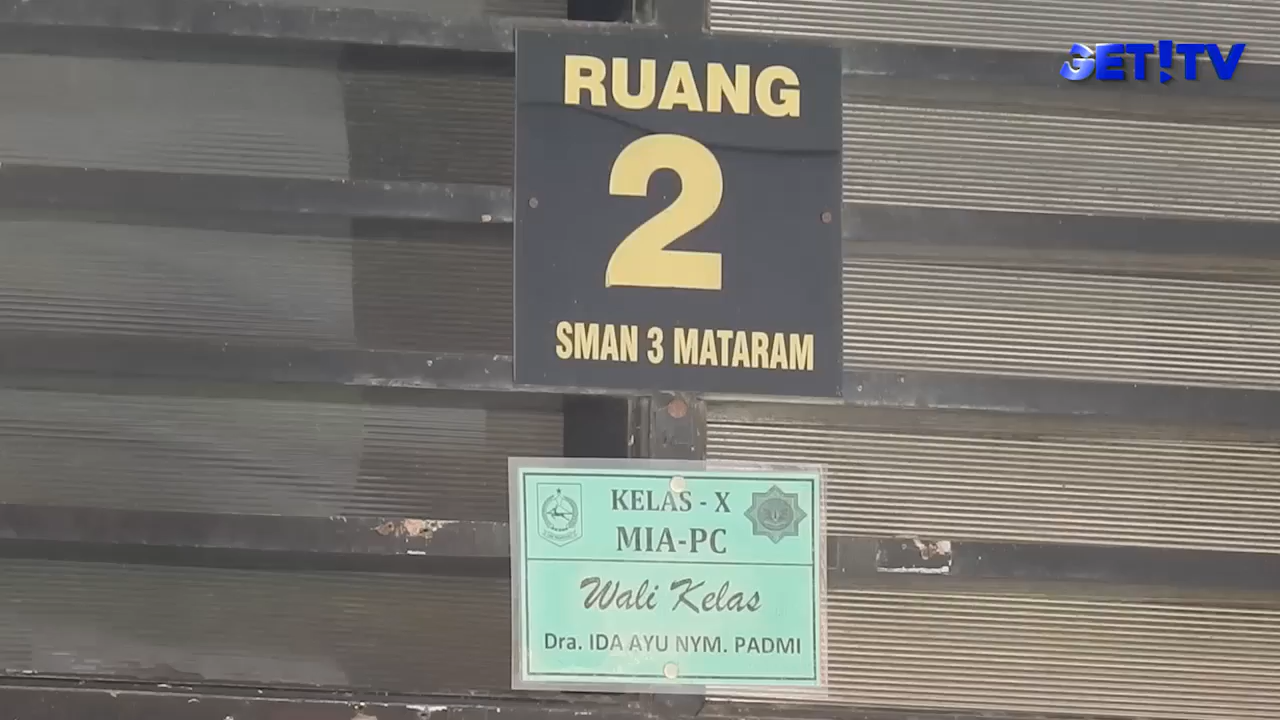 GET!TV
RUANG
2
SMAN 3 MATARAM
KELAS - X
MIA-PC
Wali Kelas
Dra. IDA AYU NYM. PADMI